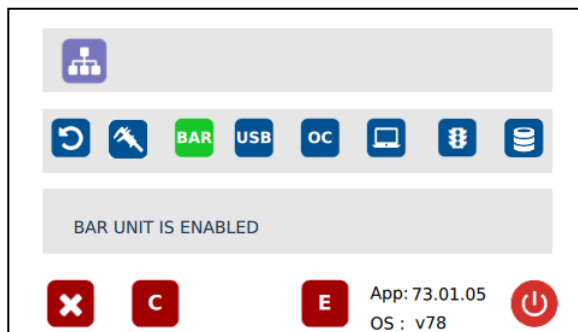 BAR USB OC
BAR UNIT IS ENABLED
C E App: 73.01.05
OS : v78